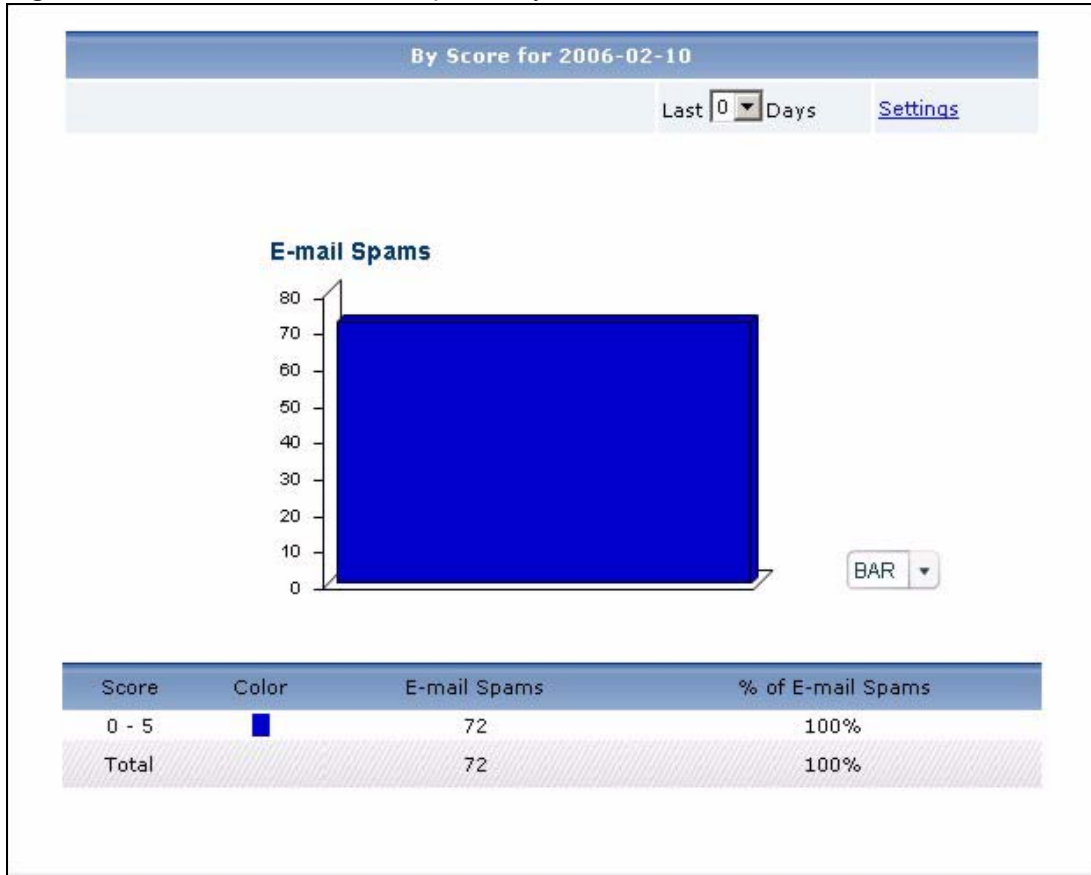 By Score for 2006-02-10
Last 0 Days Settings
E-mail Spams
80
70
60
50
40
30
20
10
0
BAR
Score Color E-mail Spams % of E-mail Spams
0 - 5 72 100%
Total 72 100%